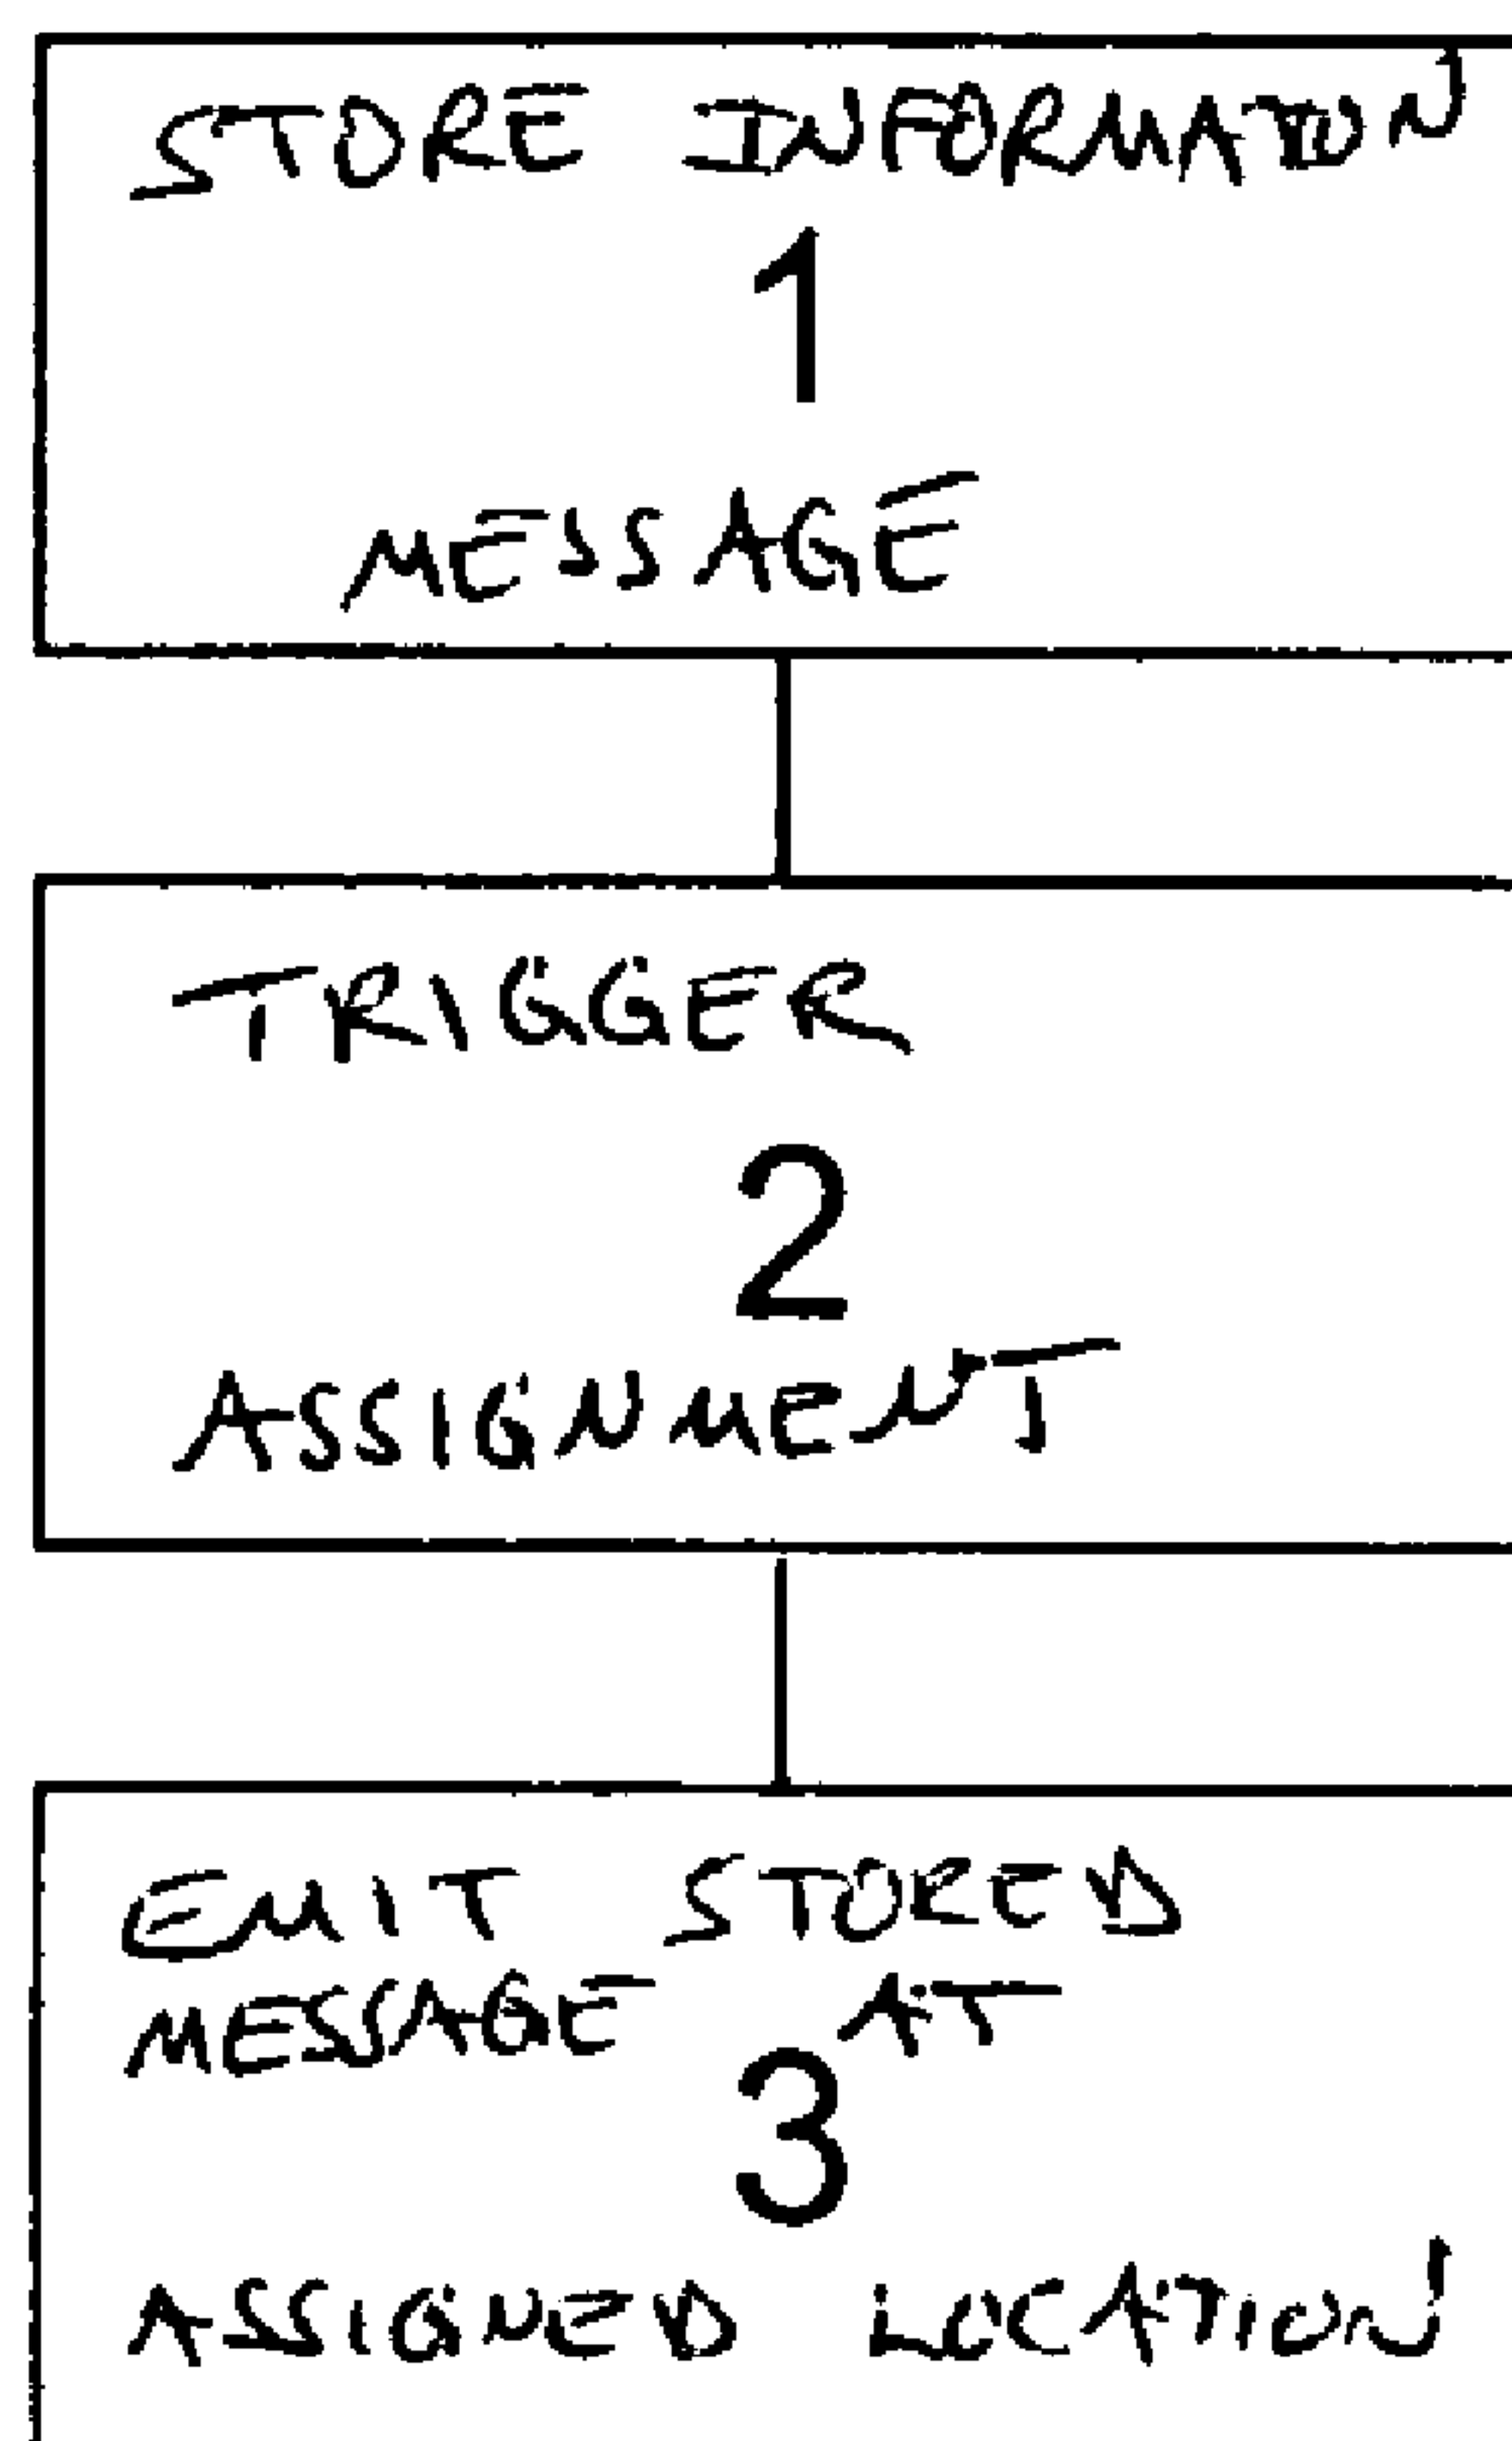 STORE INFORMATION
1
MESSAGE
TRIGGER
2
ASSIGNMENT
EMIT STORED
MESSAGE AT
3
ASSIGNED LOCATION